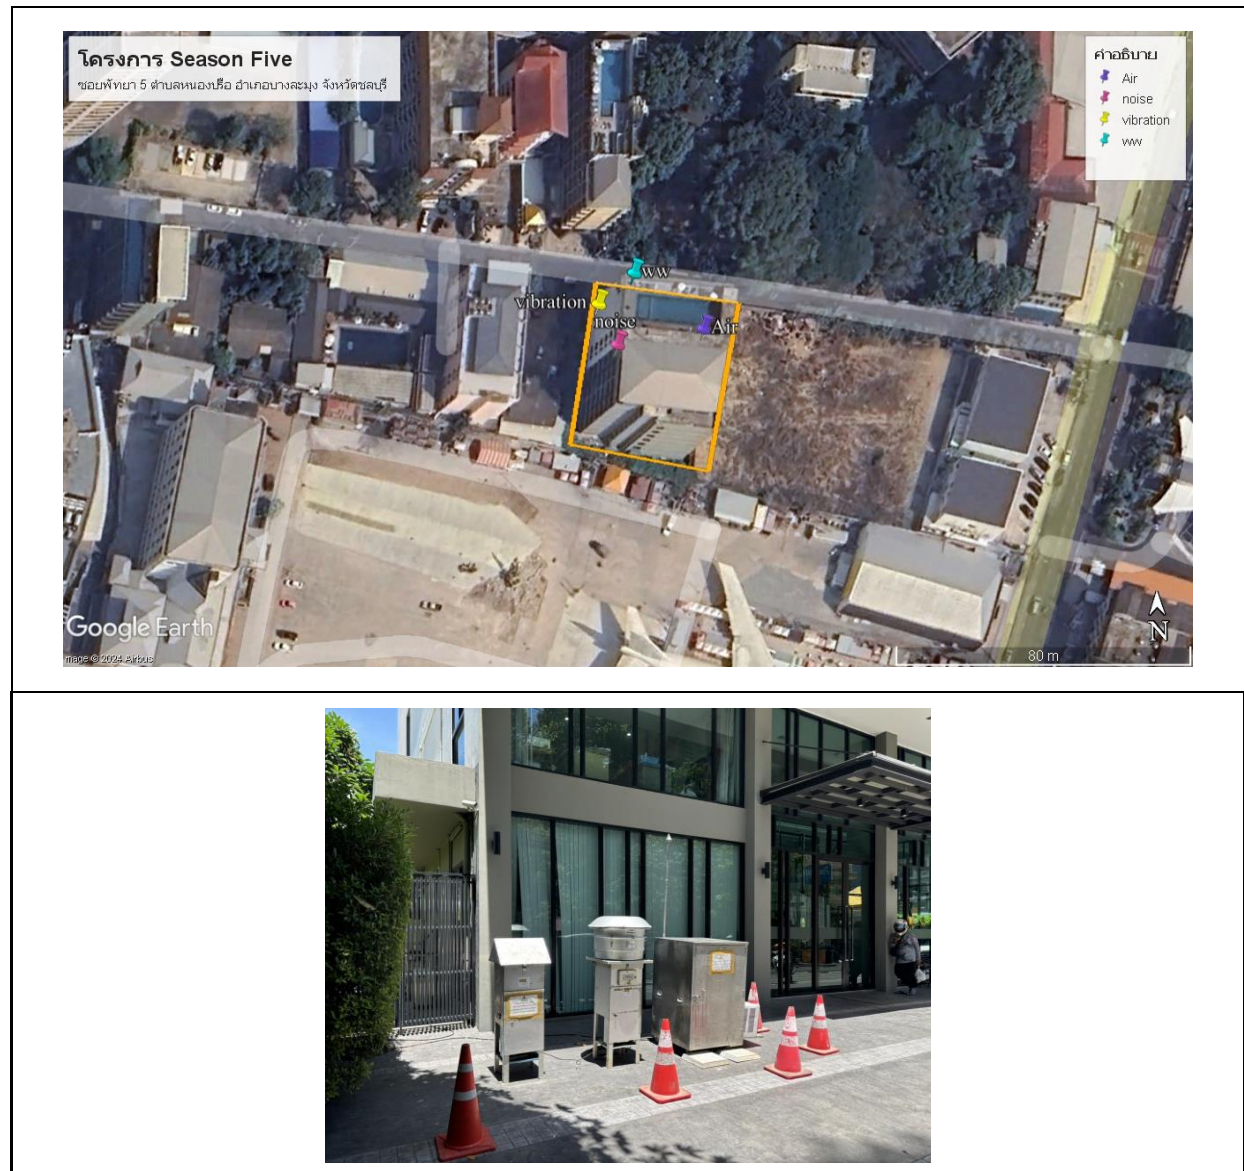 โครงการ Season Five
ซอยพัทยา 5 ตำบลหนองปรือ อำเภอบางละมุง จังหวัดชลบุรี
คำอธิบาย
Air
noise
vibration
ww
ww
vibration
noise
Air
Google Earth
N
Image © 2024 Airbus
80 m